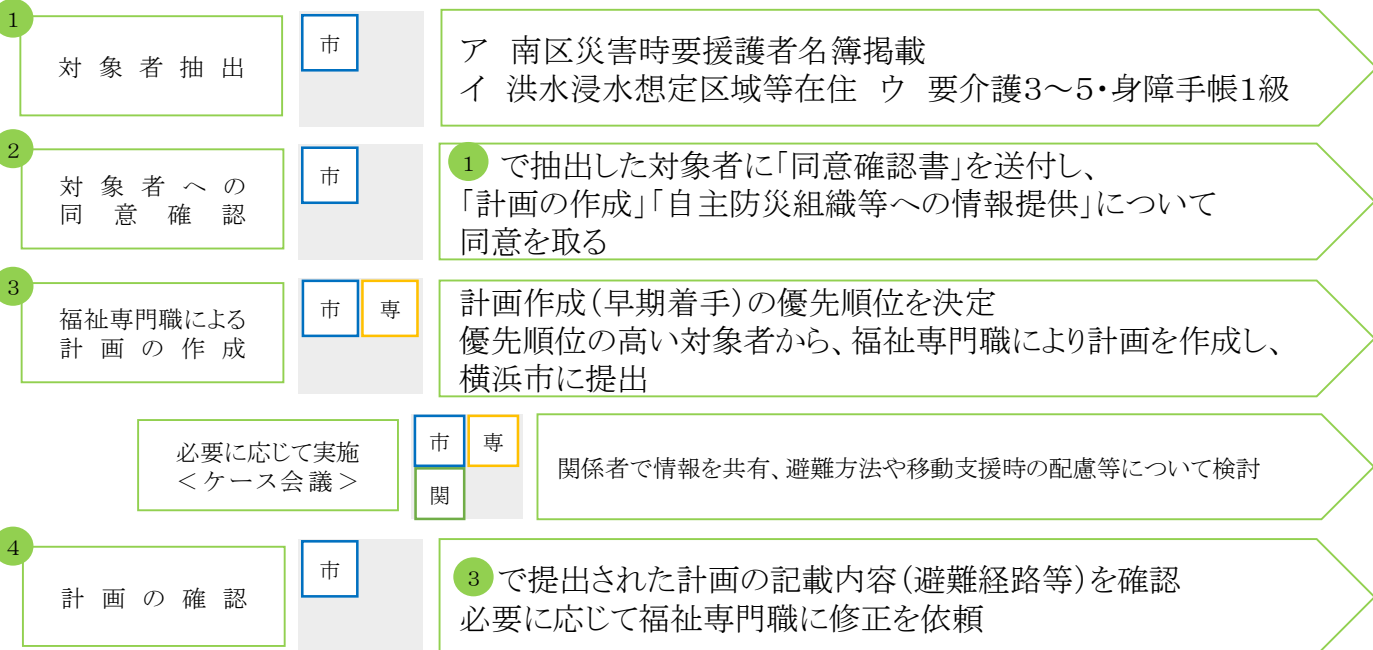 1
対象者抽出
市
ア 南区災害時要援護者名簿掲載
イ 洪水浸水想定区域等在住 ウ 要介護3～5・身障手帳1級
2
対象者への
同意確認
市
1 で抽出した対象者に「同意確認書」を送付し、
「計画の作成」「自主防災組織等への情報提供」について
同意を取る
3
福祉専門職による
計画の作成
市 専
計画作成(早期着手)の優先順位を決定
優先順位の高い対象者から、福祉専門職により計画を作成し、
横浜市に提出
必要に応じて実施
<ケース会議>
市 専
関
関係者で情報を共有、避難方法や移動支援時の配慮等について検討
4
計画の確認
市
3 で提出された計画の記載内容(避難経路等)を確認
必要に応じて福祉専門職に修正を依頼